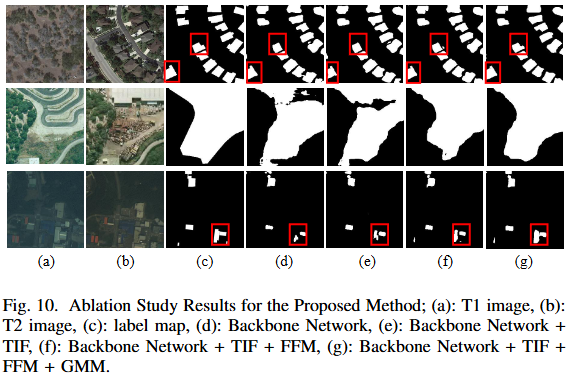 (a) (b) (c) (d) (e) (f) (g)
Fig. 10. Ablation Study Results for the Proposed Method; (a): T1 image, (b):
T2 image, (c): label map, (d): Backbone Network, (e): Backbone Network +
TIF, (f): Backbone Network + TIF + FFM, (g): Backbone Network + TIF +
FFM + GMM.